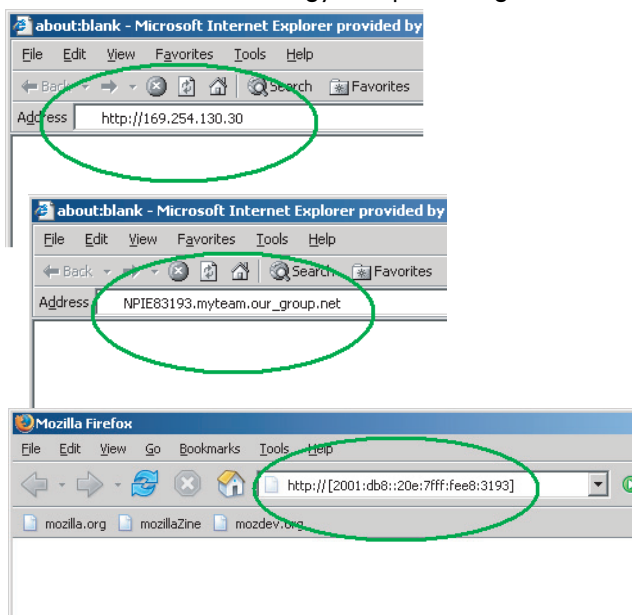 about:blank - Microsoft Internet Explorer provided by
File Edit View Favorites Tools Help
Back Search Favorites
Address http://169.254.130.30
about:blank - Microsoft Internet Explorer provided by
File Edit View Favorites Tools Help
Back Search Favorites
Address NPIE83193.myteam.our_group.net
Mozilla Firefox
File Edit View Go Bookmarks Tools Help
http://[2001:db8::20e:7fff:fee8:3193]
mozilla.org mozillaZine mozdev.org